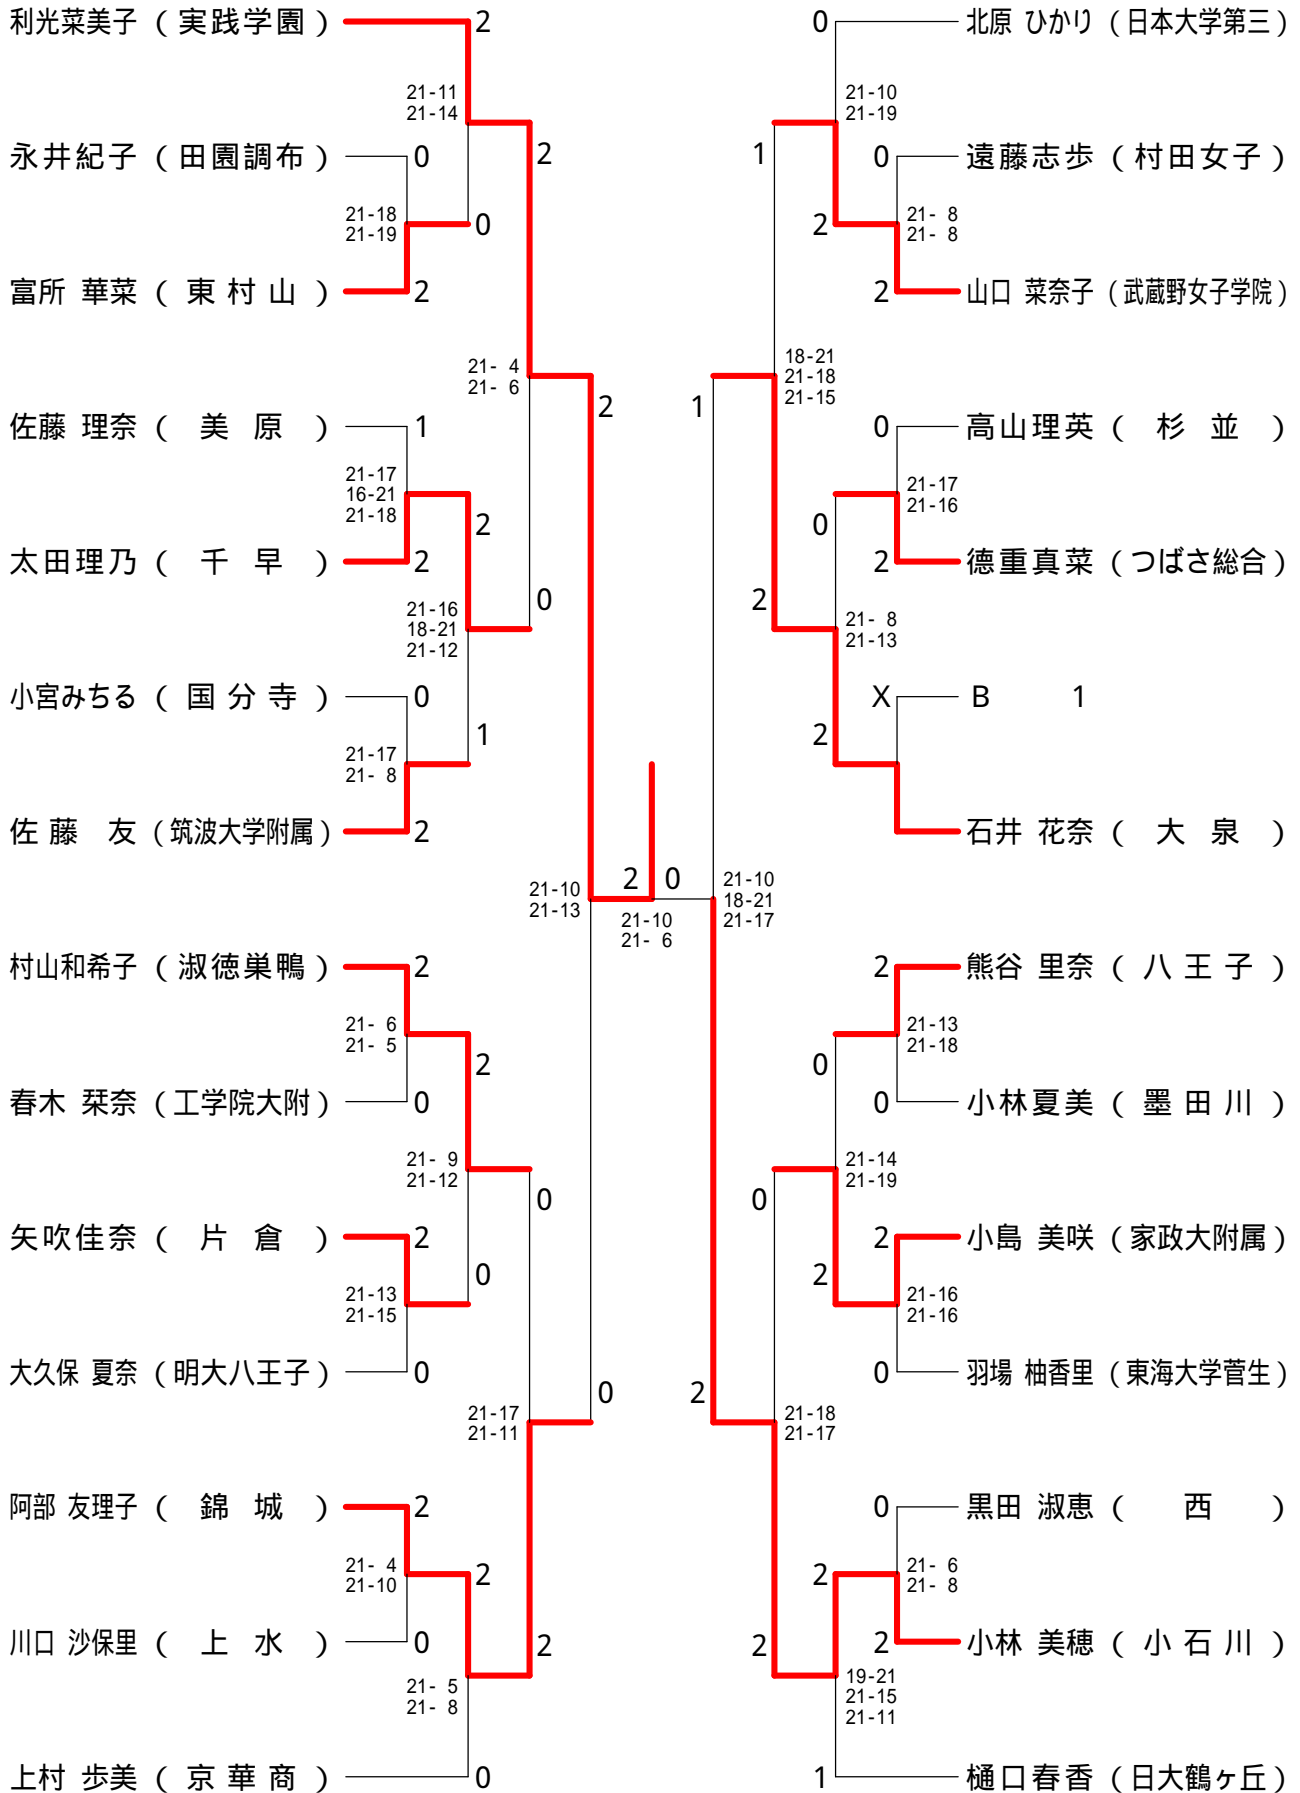 利光菜美子 ( 実践学園 ) 2
21-11
21-14
永井紀子 ( 田園調布 ) 0
2
21-18
21-19
0
富所 華菜 ( 東村山 ) 2
21- 4
21- 6
佐藤 理奈 ( 美原 ) 1
2
21-17
16-21
21-18
2
太田理乃 ( 千早 ) 2
21-16
18-21
21-12
0
小宮みちる ( 国分寺 ) 0
1
21-17
21- 8
佐藤 友 ( 筑波大学附属 ) 2
21-10
21-13
2 0
21-10
21- 6
村山和希子 ( 淑徳巣鴨 ) 2
21- 6
21- 5
2
春木 栞奈 ( 工学院大附 ) 0
21- 9
21-12
0
矢吹佳奈 ( 片倉 ) 2
0
21-13
21-15
大久保 夏奈 ( 明大八王子 ) 0
0
21-17
21-11
阿部 友理子 ( 錦城 ) 2
21- 4
21-10
2
川口 沙保里 ( 上水 ) 0
2
21- 5
21- 8
上村 歩美 ( 京華商 ) 0
0 北原 ひかり ( 日本大学第三 )
21-10
21-19
1
0 遠藤志歩 ( 村田女子 )
2
21- 8
21- 8
2 山口 菜奈子 ( 武蔵野女子学院 )
18-21
21-18
21-15
1
0 高山理英 ( 杉並 )
21-17
21-16
0
2 德重真菜 ( つばさ総合 )
2
21- 8
21-13
X B 1
2
石井 花奈 ( 大泉 )
21-10
18-21
21-17
2 熊谷 里奈 ( 八王子 )
21-13
21-18
0
0 小林夏美 ( 墨田川 )
21-14
21-19
0
2 小島 美咲 ( 家政大附属 )
2
21-16
21-16
0 羽場 柚香里 ( 東海大学菅生 )
2
21-18
21-17
0 黒田 淑恵 ( 西 )
2
21- 6
21- 8
2 小林 美穂 ( 小石川 )
2
19-21
21-15
21-11
1 樋口春香 ( 日大鶴ヶ丘 )